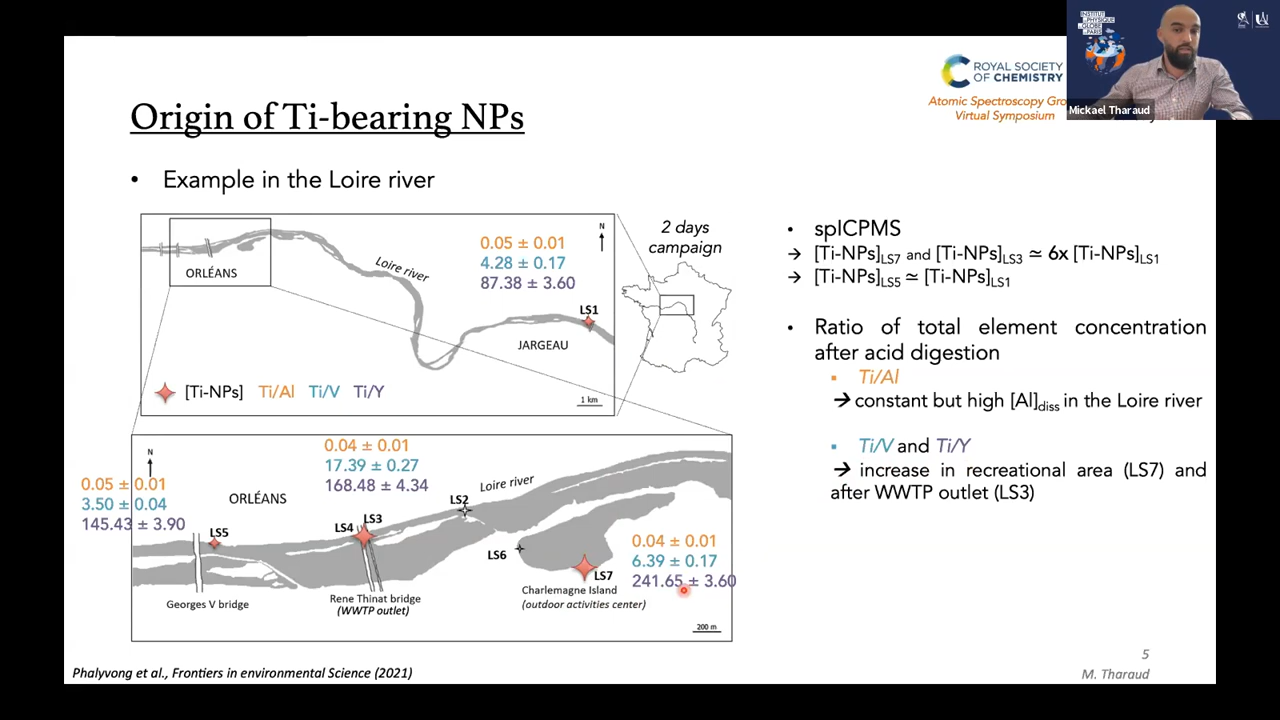 INSTITUT
PHYSIQUE
GLOBE
PARIS
ROYAL SOCIETY
OF CHEMISTRY
Atomic Spectroscopy Gro
Virtual Symposium
Mickael Tharaud
Origin of Ti-bearing NPs
• Example in the Loire river
N
ORLÉANS
Loire river
0.05 ± 0.01
4.28 ± 0.17
87.38 ± 3.60
LS1
JARGEAU
[Ti-NPs] Ti/Al Ti/V Ti/Y
1 km
2 days
campaign
N
0.05 ± 0.01
3.50 ± 0.04
145.43 ± 3.90
ORLÉANS
0.04 ± 0.01
17.39 ± 0.27
168.48 ± 4.34
LS2
Loire river
LS5
LS4
LS3
LS6
LS7
0.04 ± 0.01
6.39 ± 0.17
241.65 ± 3.60
Georges V bridge
Rene Thinat bridge
(WWTP outlet)
Charlemagne Island
(outdoor activities center)
200 m
• spICPMS
→ [Ti-NPs]LS7 and [Ti-NPs]LS3 ≃ 6x [Ti-NPs]LS1
→ [Ti-NPs]LS5 ≃ [Ti-NPs]LS1
• Ratio of total element concentration
after acid digestion
▪ Ti/Al
→ constant but high [Al]diss in the Loire river
▪ Ti/V and Ti/Y
→ increase in recreational area (LS7) and
after WWTP outlet (LS3)
Phalyvong et al., Frontiers in environmental Science (2021)
5
M. Tharaud